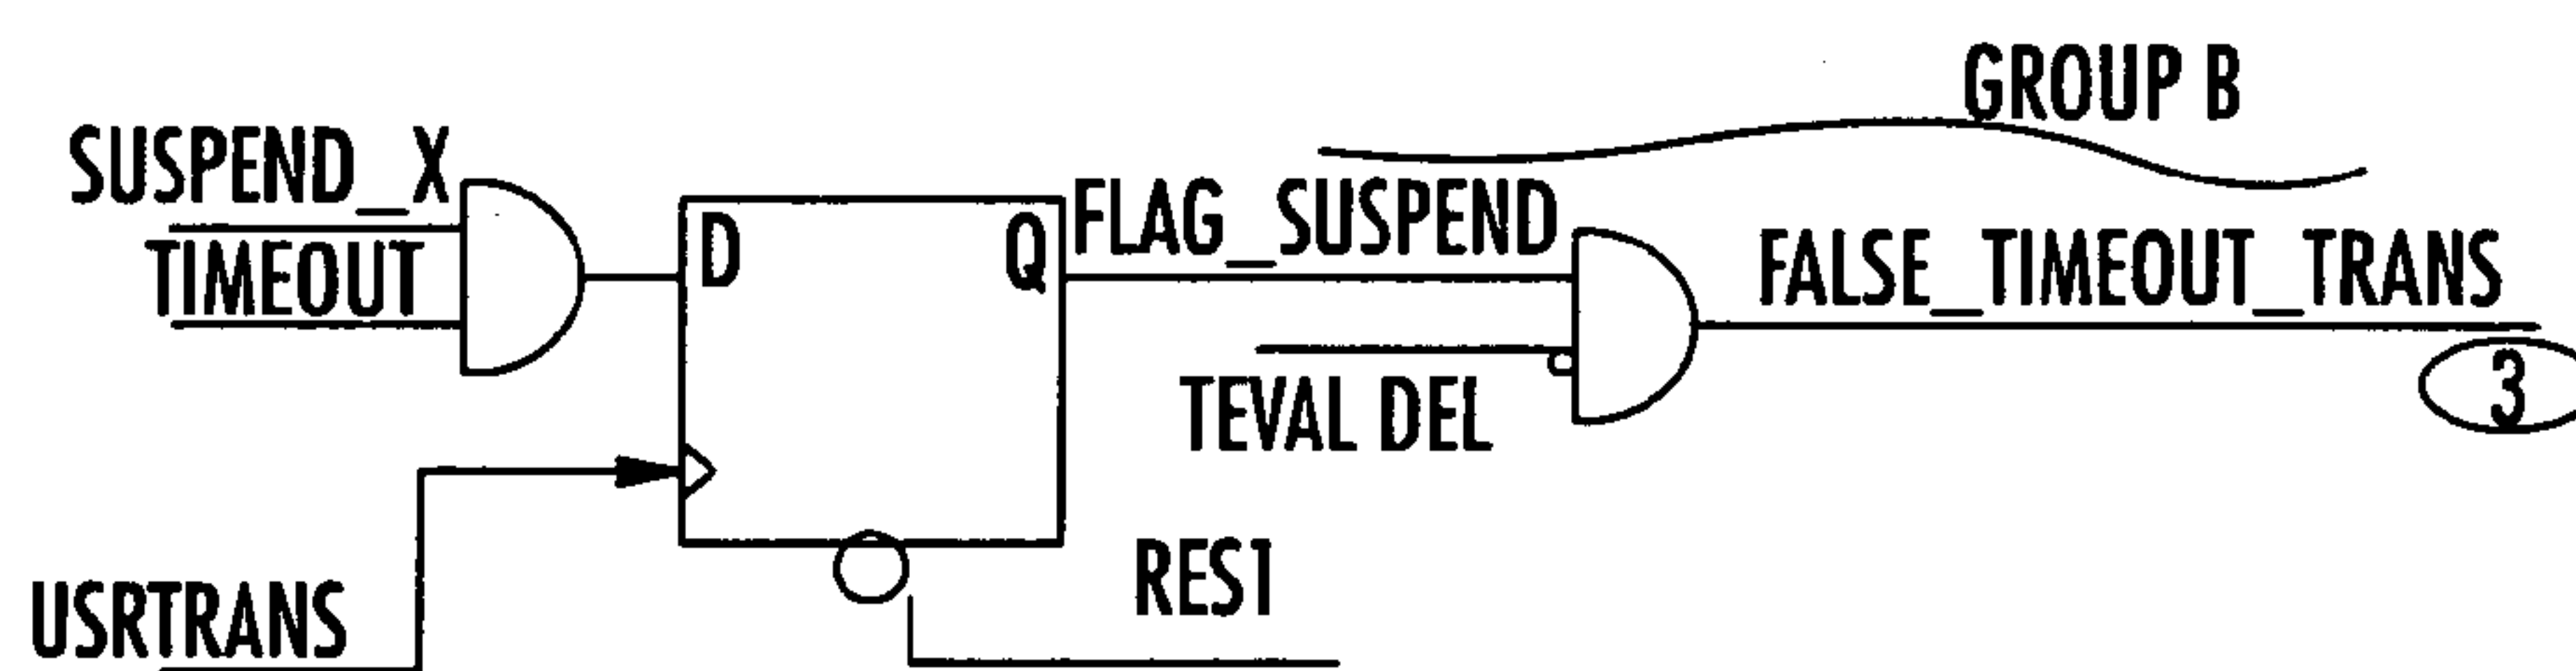 GROUP B
SUSPEND_X
TIMEOUT
D
Q
FLAG_SUSPEND
FALSE_TIMEOUT_TRANS
TEVAL DEL
3
RES1
USRTRANS